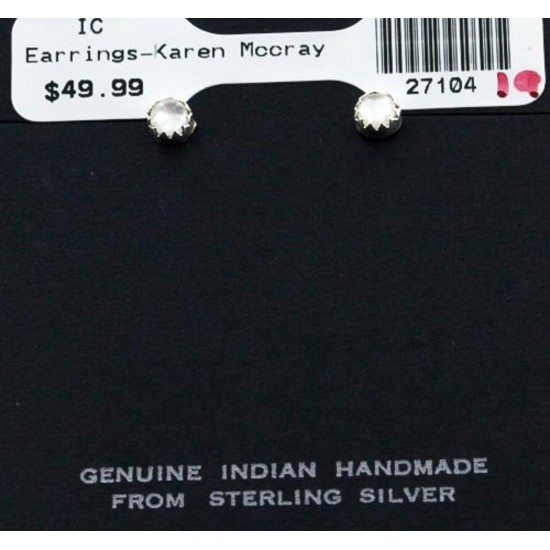 IC
Earrings-Karen Mccray
$49.99
27104
GENUINE INDIAN HANDMADE
FROM STERLING SILVER